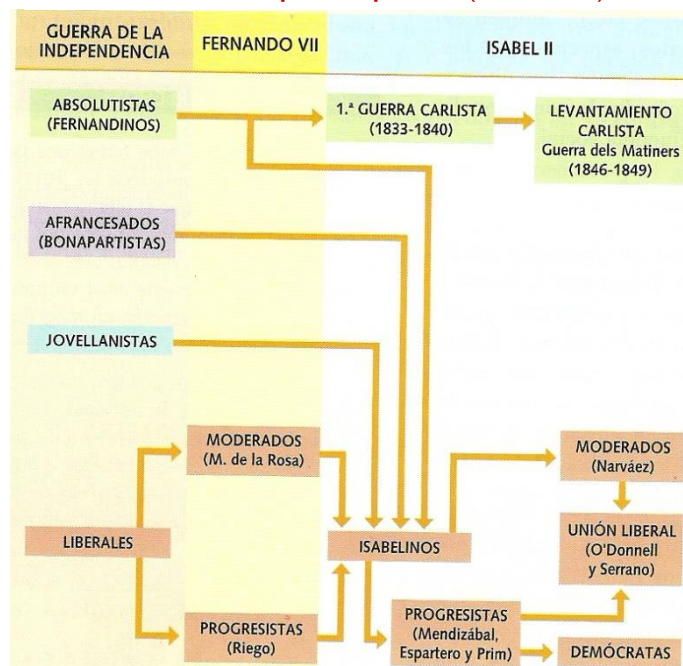 GUERRA DE LA
INDEPENDENCIA
FERNANDO VII
ISABEL II
ABSOLUTISTAS
(FERNANDINOS)
1.ª GUERRA CARLISTA
(1833-1840)
LEVANTAMIENTO
CARLISTA
Guerra dels Matiners
(1846-1849)
AFRANCESADOS
(BONAPARTISTAS)
JOVELLANISTAS
MODERADOS
(M. de la Rosa)
MODERADOS
(Narváez)
LIBERALES
ISABELINOS
UNIÓN LIBERAL
(O'Donnell
y Serrano)
PROGRESISTAS
(Riego)
PROGRESISTAS
(Mendizábal,
Espartero y Prim)
DEMÓCRATAS